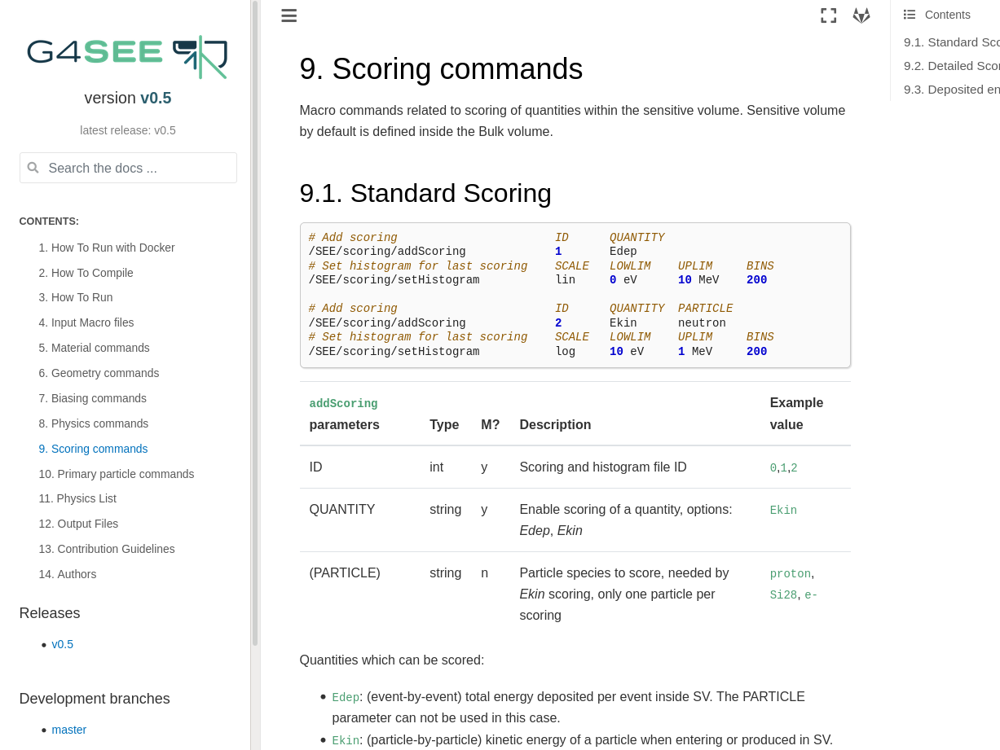 G4SEE
version v0.5
latest release: v0.5
Search the docs ...
CONTENTS:
1. How To Run with Docker
2. How To Compile
3. How To Run
4. Input Macro files
5. Material commands
6. Geometry commands
7. Biasing commands
8. Physics commands
9. Scoring commands
10. Primary particle commands
11. Physics List
12. Output Files
13. Contribution Guidelines
14. Authors
Releases
v0.5
Development branches
master
9. Scoring commands
Macro commands related to scoring of quantities within the sensitive volume. Sensitive volume
by default is defined inside the Bulk volume.
9.1. Standard Scoring
# Add scoring ID QUANTITY
/SEE/scoring/addScoring 1 Edep
# Set histogram for last scoring SCALE LOWLIM UPLIM BINS
/SEE/scoring/setHistogram lin 0 eV 10 MeV 200
# Add scoring ID QUANTITY PARTICLE
/SEE/scoring/addScoring 2 Ekin neutron
# Set histogram for last scoring SCALE LOWLIM UPLIM BINS
/SEE/scoring/setHistogram log 10 eV 1 MeV 200
addScoring Example
parameters Type M? Description value
ID int y Scoring and histogram file ID 0,1,2
QUANTITY string y Enable scoring of a quantity, options: Ekin
Edep, Ekin
(PARTICLE) string n Particle species to score, needed by proton,
Ekin scoring, only one particle per Si28, e-
scoring
Quantities which can be scored:
Edep: (event-by-event) total energy deposited per event inside SV. The PARTICLE
parameter can not be used in this case.
Ekin: (particle-by-particle) kinetic energy of a particle when entering or produced in SV.
Contents
9.1. Standard Sco
9.2. Detailed Scor
9.3. Deposited en